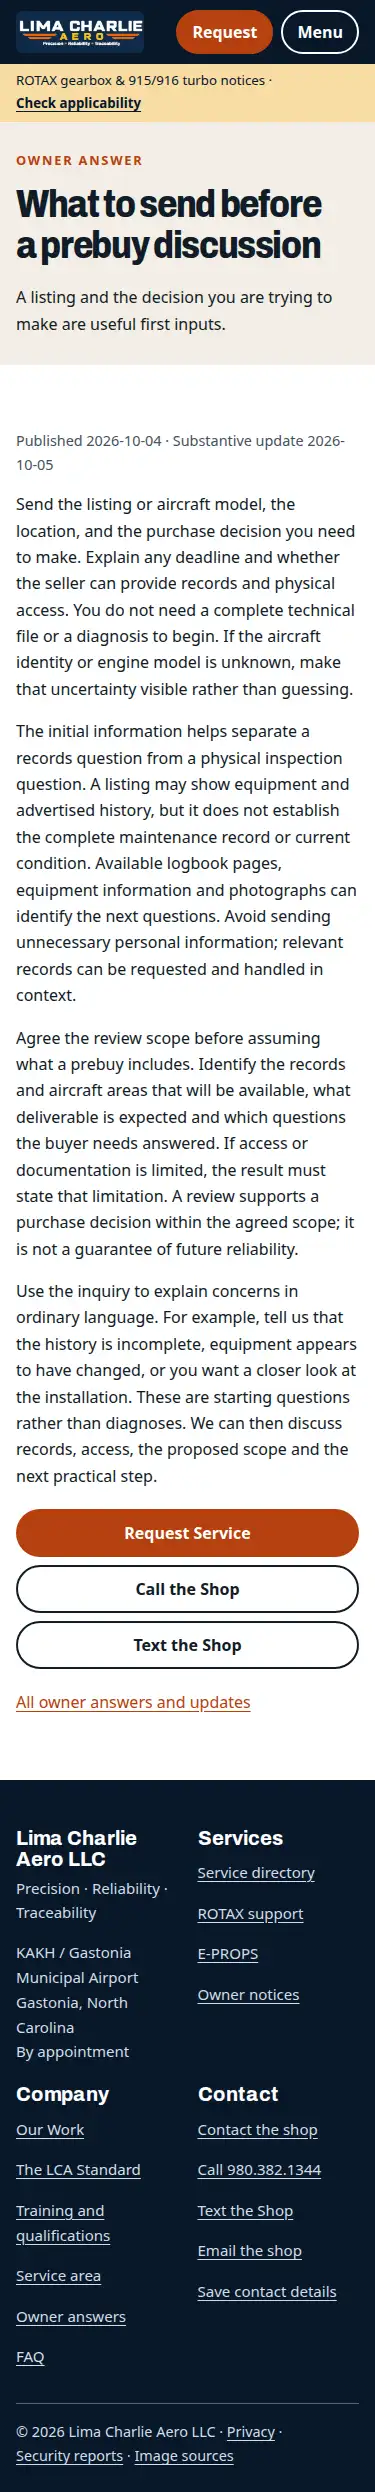 LIMA CHARLIE
AERO
Precision • Reliability • Traceability
Request
Menu
ROTAX gearbox & 915/916 turbo notices ·
Check applicability
OWNER ANSWER
What to send before
a prebuy discussion
A listing and the decision you are trying to
make are useful first inputs.
Published 2026-10-04 · Substantive update 2026-
10-05
Send the listing or aircraft model, the
location, and the purchase decision you need
to make. Explain any deadline and whether
the seller can provide records and physical
access. You do not need a complete technical
file or a diagnosis to begin. If the aircraft
identity or engine model is unknown, make
that uncertainty visible rather than guessing.
The initial information helps separate a
records question from a physical inspection
question. A listing may show equipment and
advertised history, but it does not establish
the complete maintenance record or current
condition. Available logbook pages,
equipment information and photographs can
identify the next questions. Avoid sending
unnecessary personal information; relevant
records can be requested and handled in
context.
Agree the review scope before assuming
what a prebuy includes. Identify the records
and aircraft areas that will be available, what
deliverable is expected and which questions
the buyer needs answered. If access or
documentation is limited, the result must
state that limitation. A review supports a
purchase decision within the agreed scope; it
is not a guarantee of future reliability.
Use the inquiry to explain concerns in
ordinary language. For example, tell us that
the history is incomplete, equipment appears
to have changed, or you want a closer look at
the installation. These are starting questions
rather than diagnoses. We can then discuss
records, access, the proposed scope and the
next practical step.
Request Service
Call the Shop
Text the Shop
All owner answers and updates
Lima Charlie
Aero LLC
Precision · Reliability ·
Traceability
KAKH / Gastonia
Municipal Airport
Gastonia, North
Carolina
By appointment
Services
Service directory
ROTAX support
E-PROPS
Owner notices
Company
Our Work
The LCA Standard
Training and
qualifications
Service area
Owner answers
FAQ
Contact
Contact the shop
Call 980.382.1344
Text the Shop
Email the shop
Save contact details
© 2026 Lima Charlie Aero LLC · Privacy ·
Security reports · Image sources